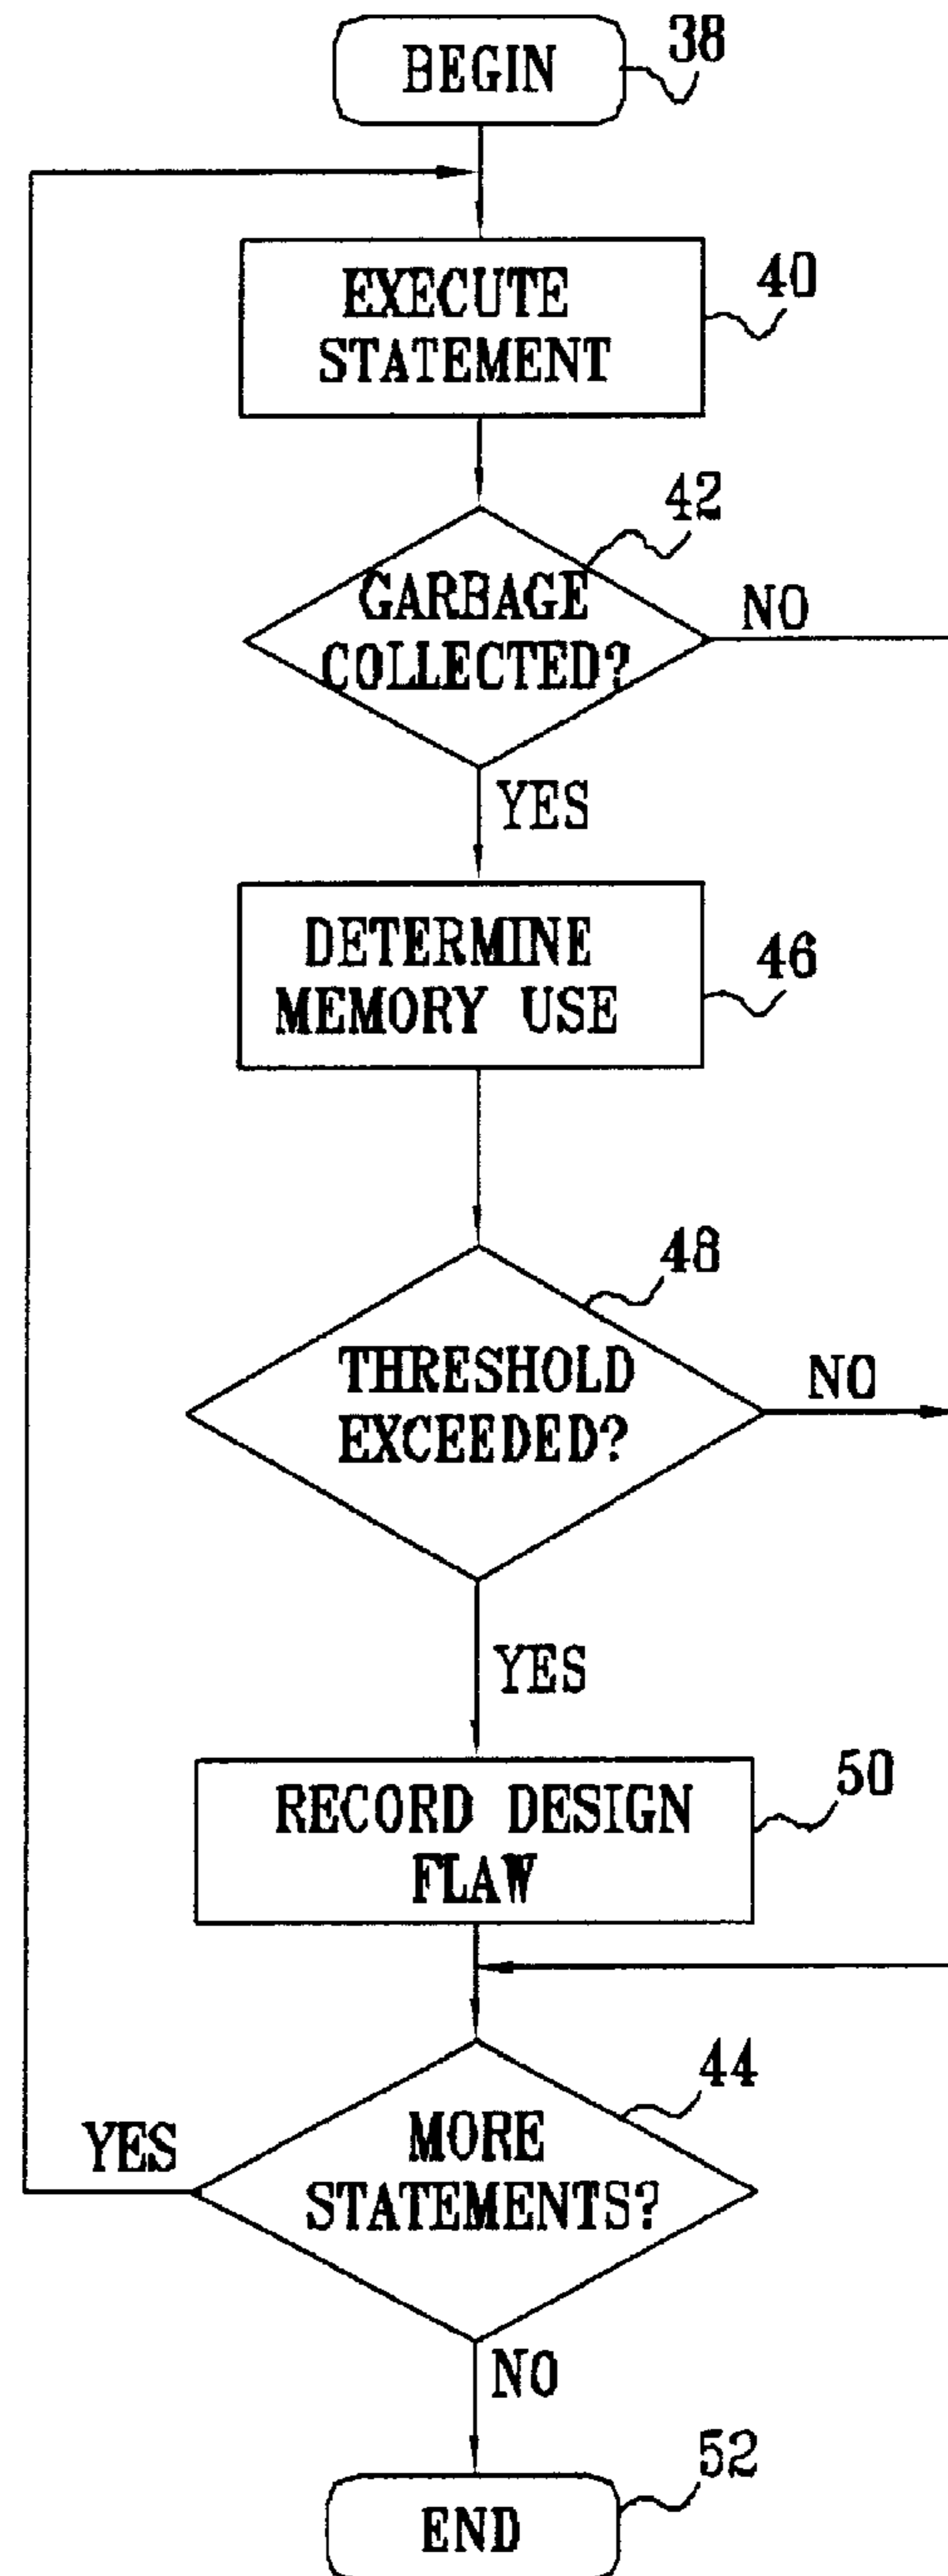 BEGIN
38
EXECUTE
STATEMENT
40
42
GARBAGE
COLLECTED?
NO
YES
DETERMINE
MEMORY USE
46
48
THRESHOLD
EXCEEDED?
NO
YES
RECORD DESIGN
FLAW
50
44
MORE
STATEMENTS?
YES
NO
END
52